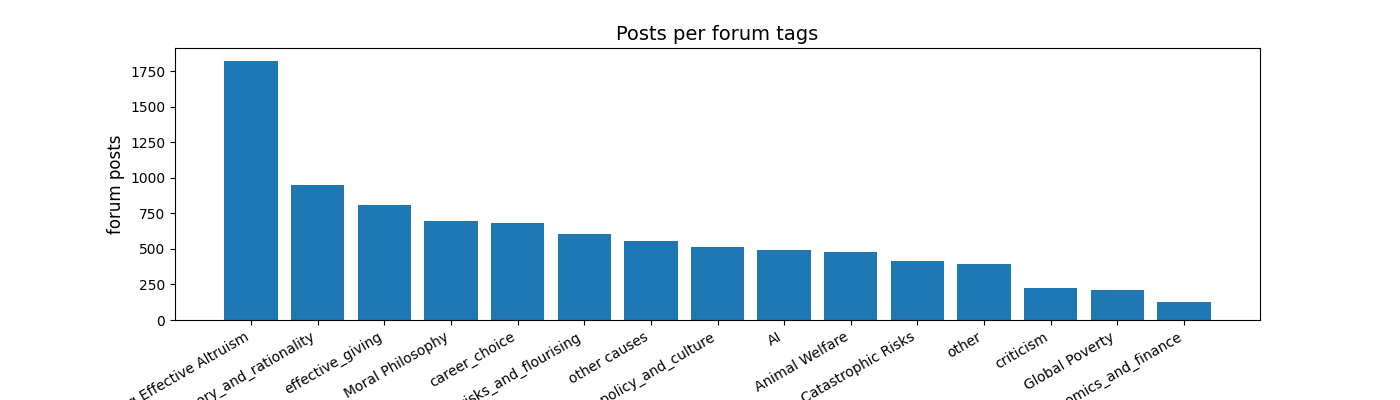 Posts per forum tags
forum posts
1750
1500
1250
1000
750
500
250
0
Effective Altruism
ory_and_rationality
effective_giving
Moral Philosophy
career_choice
isks_and_flourising
other causes
policy_and_culture
AI
Animal Welfare
Catastrophic Risks
other
criticism
Global Poverty
omics_and_finance